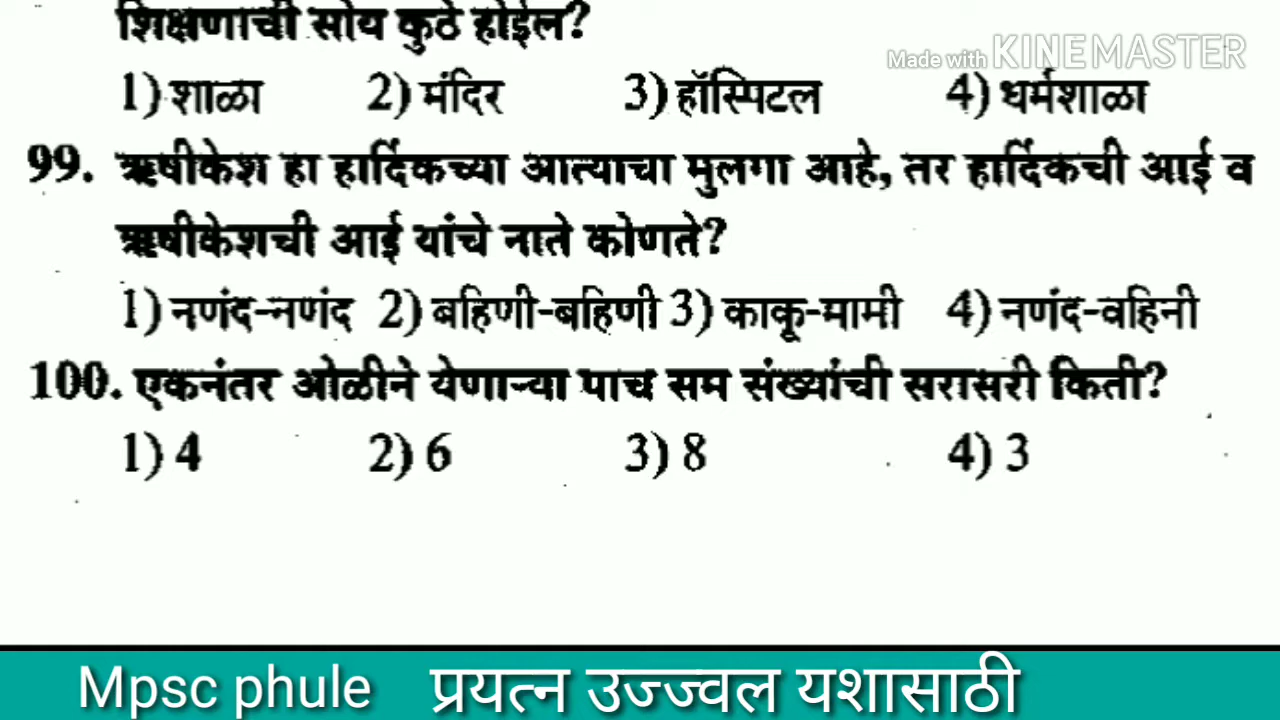 शिक्षणाची सोय कुठे होईल?
Made with KINEMASTER
1) शाळा 2) मंदिर 3) हॉस्पिटल 4) धर्मशाळा
99. ऋषीकेश हा हार्दिकच्या आत्याचा मुलगा आहे, तर हार्दिकची आई व
ऋषीकेशची आई यांचे नाते कोणते?
1) नणंद-नणंद 2) बहिणी-बहिणी 3) काकू-मामी 4) नणंद-वहिनी
100. एकनंतर ओळीने येणाऱ्या पाच सम संख्यांची सरासरी किती?
1) 4 2) 6 3) 8 4) 3
Mpsc phule प्रयत्न उज्ज्वल यशासाठी